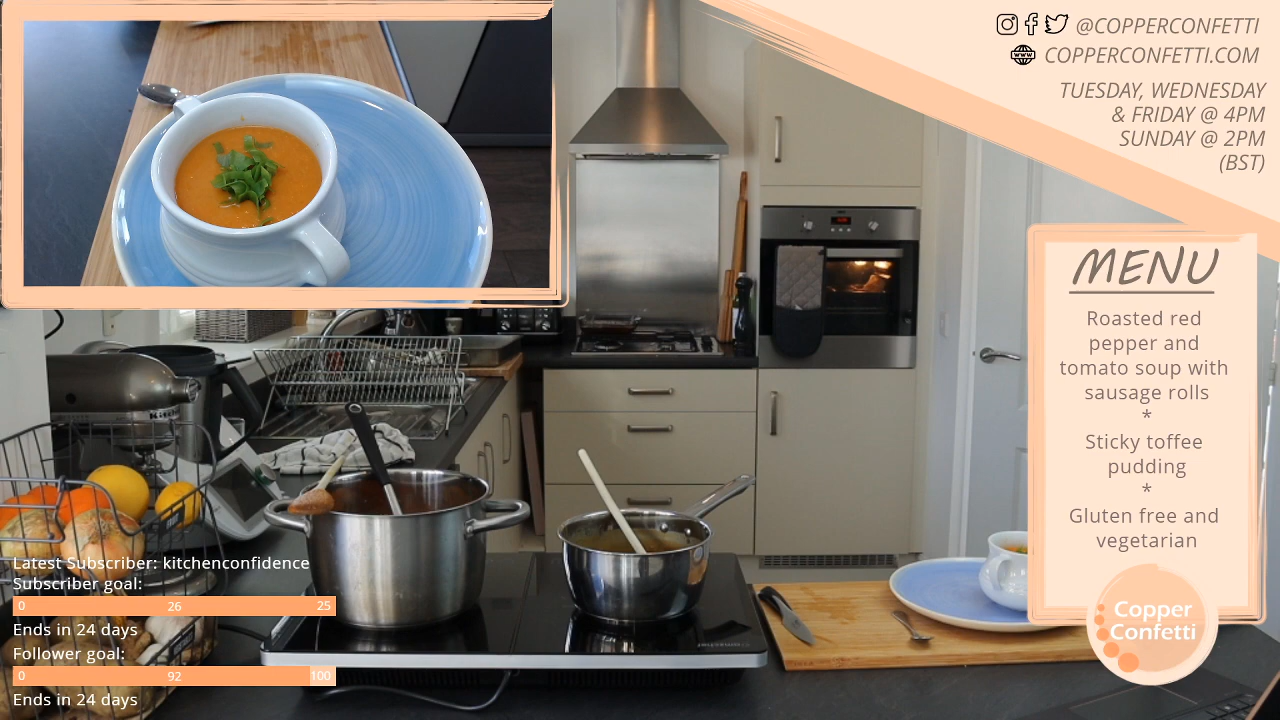 @COPPERCONFETTI
WWW
COPPERCONFETTI.COM
TUESDAY, WEDNESDAY
& FRIDAY @ 4PM
SUNDAY @ 2PM
(BST)
MENU
Roasted red
pepper and
tomato soup with
sausage rolls
*
Sticky toffee
pudding
*
Gluten free and
vegetarian
Copper
Confetti
Latest Subscriber: kitchenconfidence
Subscriber goal:
0 26 25
Ends in 24 days
Follower goal:
0 92 100
Ends in 24 days